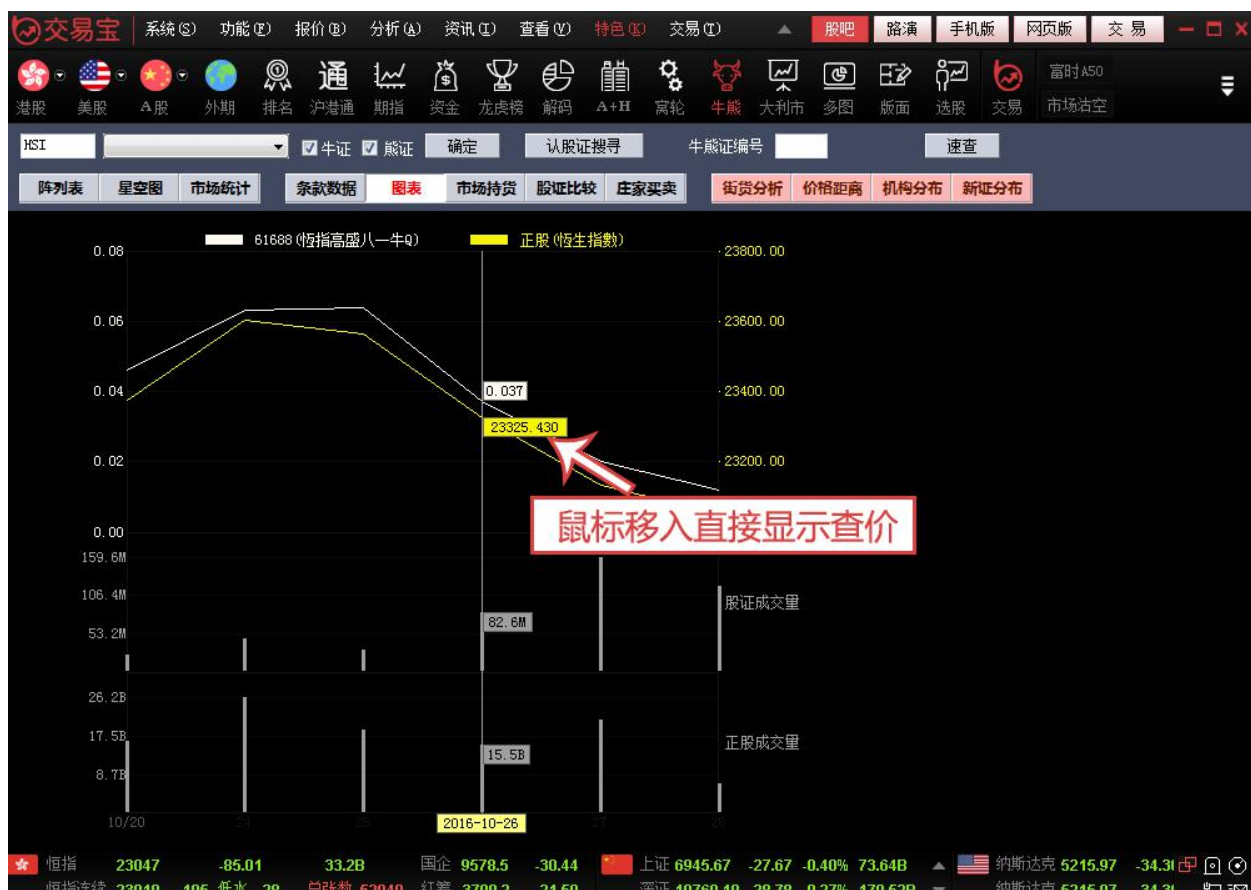 交易宝 系统(S) 功能(F) 报价(B) 分析(A) 资讯(I) 查看(V) 特色(K) 交易(T) 股吧 路演 手机版 网页版 交 易
通 富时A50
港股 美股 A股 外期 排名 沪港通 期指 资金 龙虎榜 解码 A+H 窝轮 牛熊 大利市 多图 版面 选股 交易 市场沽空
HSI 牛证 熊证 确定 认股证搜寻 牛熊证编号 速查
阵列表 星空图 市场统计 条款数据 图表 市场持货 股证比较 庄家买卖 街货分析 价格距离 机构分布 新证分布
61688(恆指高盛八一牛Q) 正股(恆生指數)
0.08 23800.00
0.06 23600.00
0.04 0.037 23400.00
23325.430
0.02 23200.00
鼠标移入直接显示查价
0.00
159.6M
106.4M 股证成交量
82.6M
53.2M
26.2B
17.5B 正股成交量
15.5B
8.7B
10/20 24 25 2016-10-26 27 28
恒指 23047 -85.01 33.2B 国企 9578.5 -30.44 上证 6945.67 -27.67 -0.40% 73.64B 纳斯达克 5215.97 -34.3